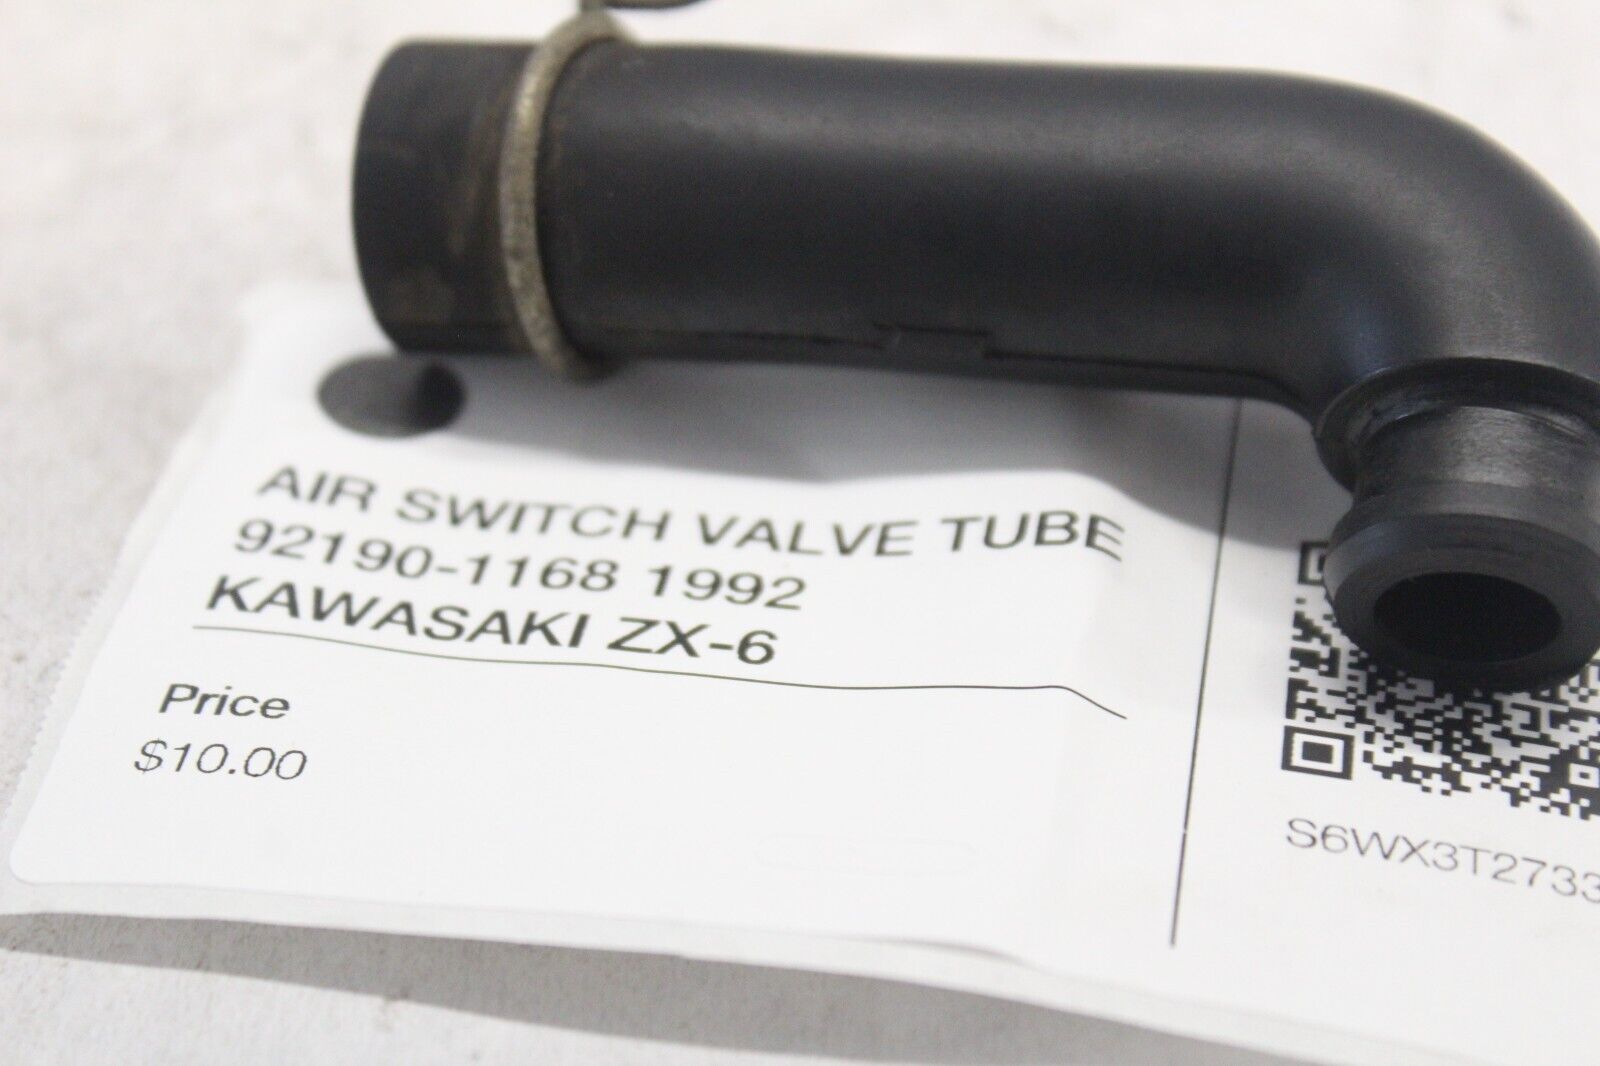 AIR SWITCH VALVE TUBE
92190-1168 1992
KAWASAKI ZX-6
Price
$10.00
S6WX3T2733